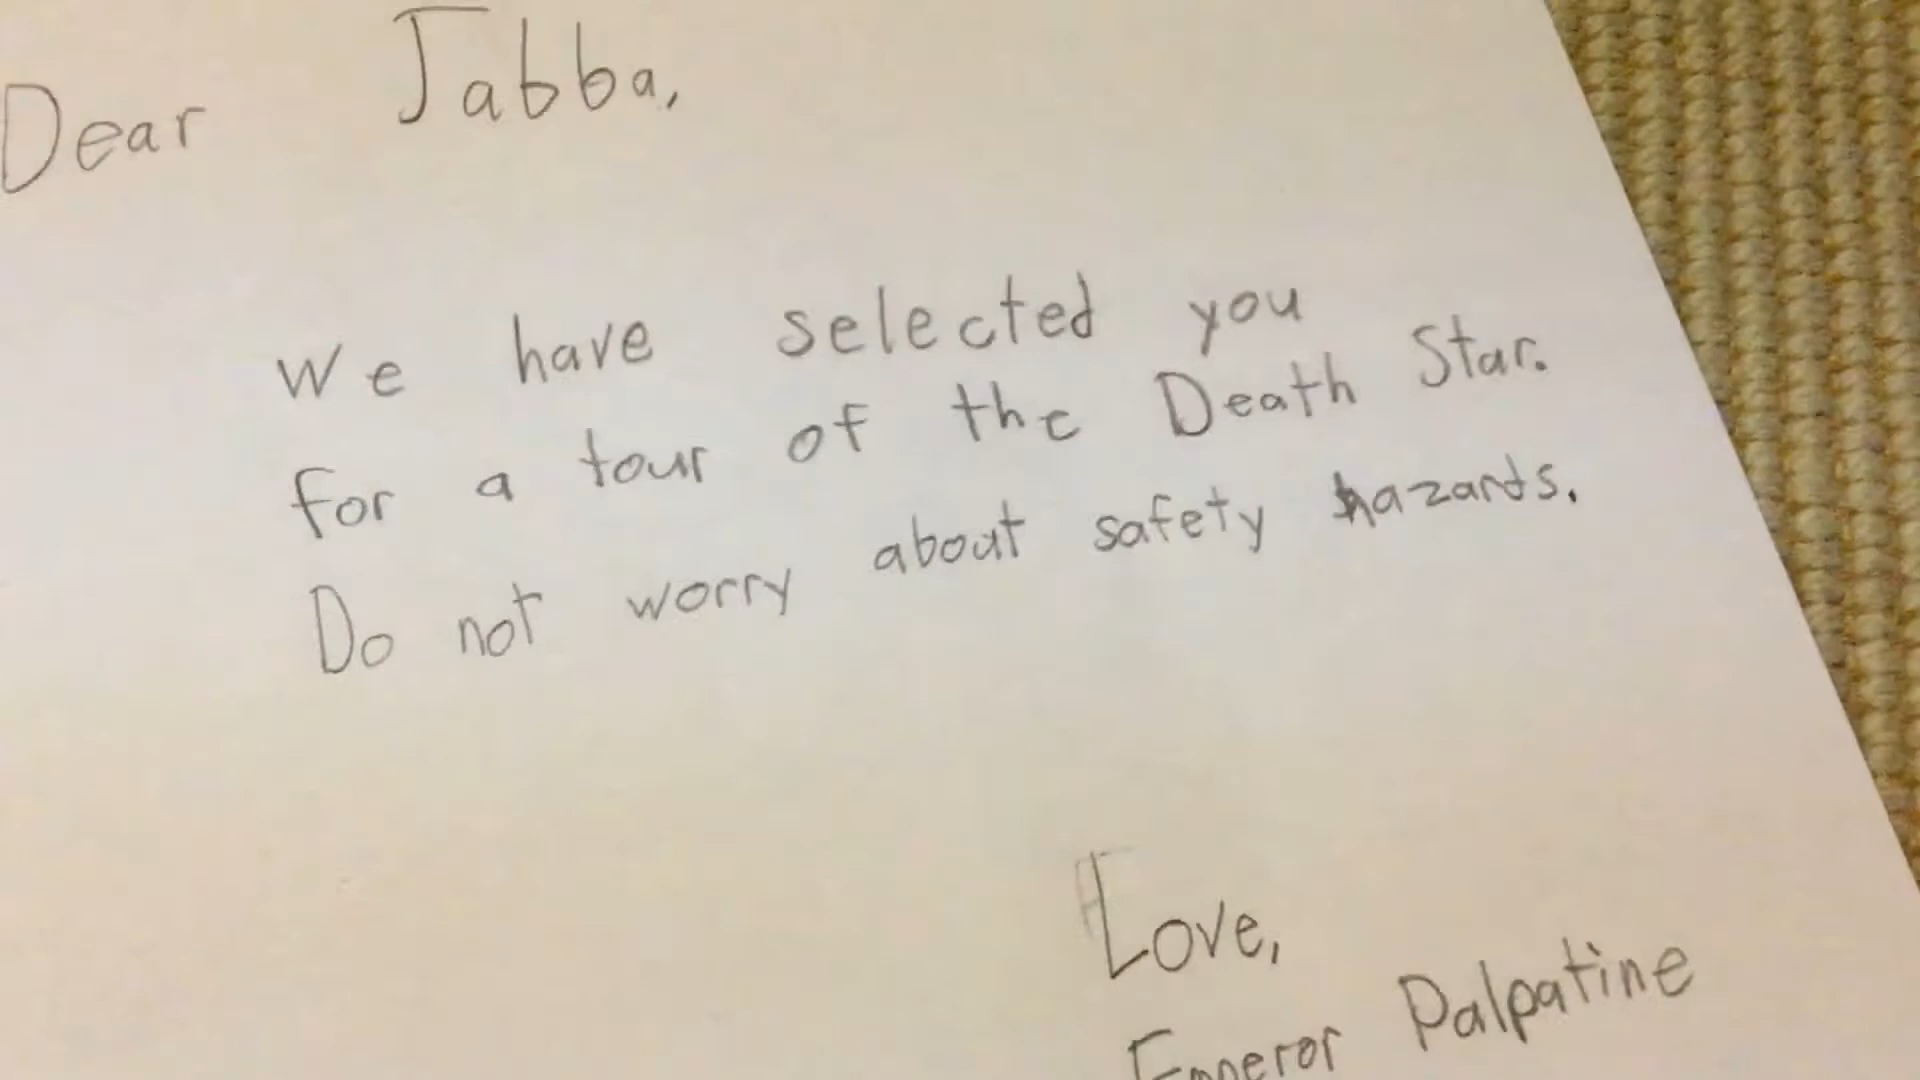 Dear Jabba,
We have selected you
for a tour of the Death Star.
Do not worry about safety hazards.
Love,
Emperor Palpatine